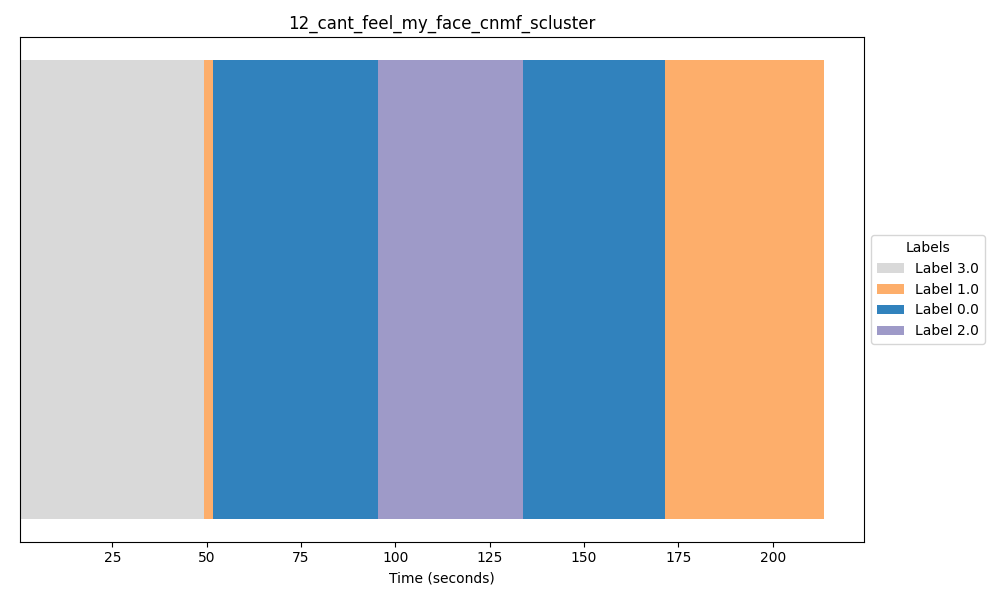 12_cant_feel_my_face_cnmf_scluster
Labels
Label 3.0
Label 1.0
Label 0.0
Label 2.0
25 50 75 100 125 150 175 200
Time (seconds)